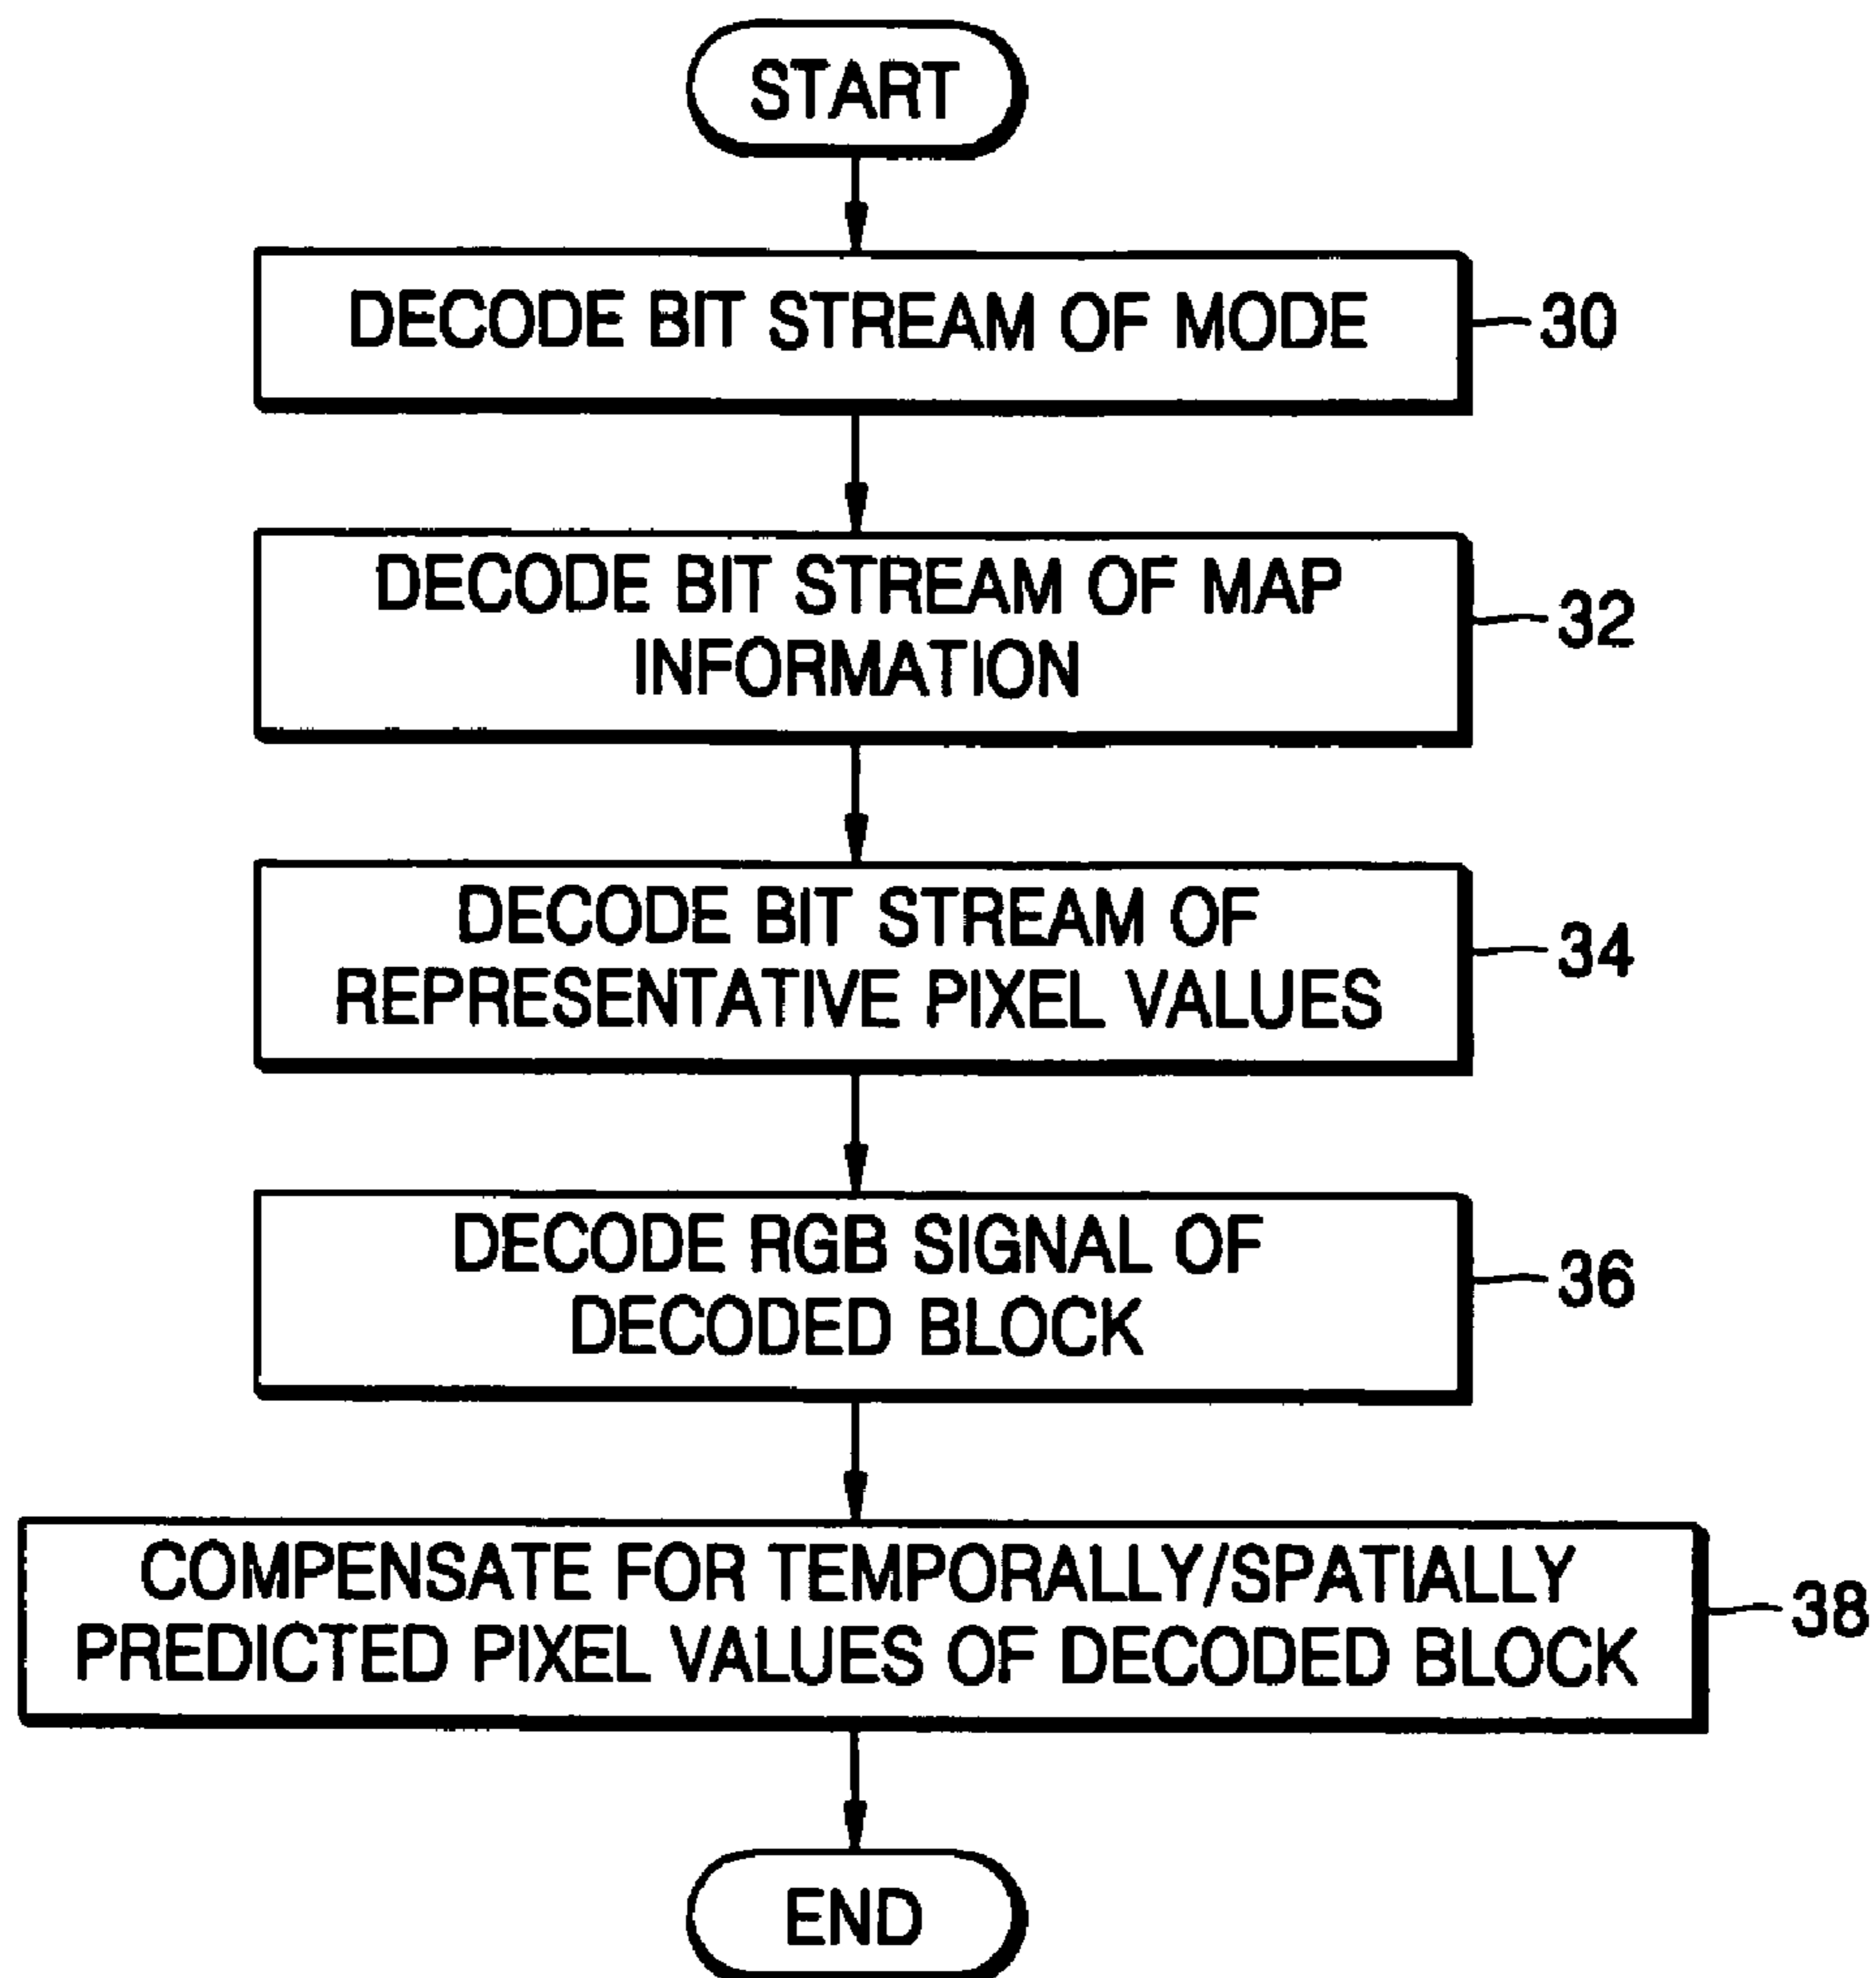 START
DECODE BIT STREAM OF MODE
30
DECODE BIT STREAM OF MAP
INFORMATION
32
DECODE BIT STREAM OF
REPRESENTATIVE PIXEL VALUES
34
DECODE RGB SIGNAL OF
DECODED BLOCK
36
COMPENSATE FOR TEMPORALLY/SPATIALLY
PREDICTED PIXEL VALUES OF DECODED BLOCK
38
END